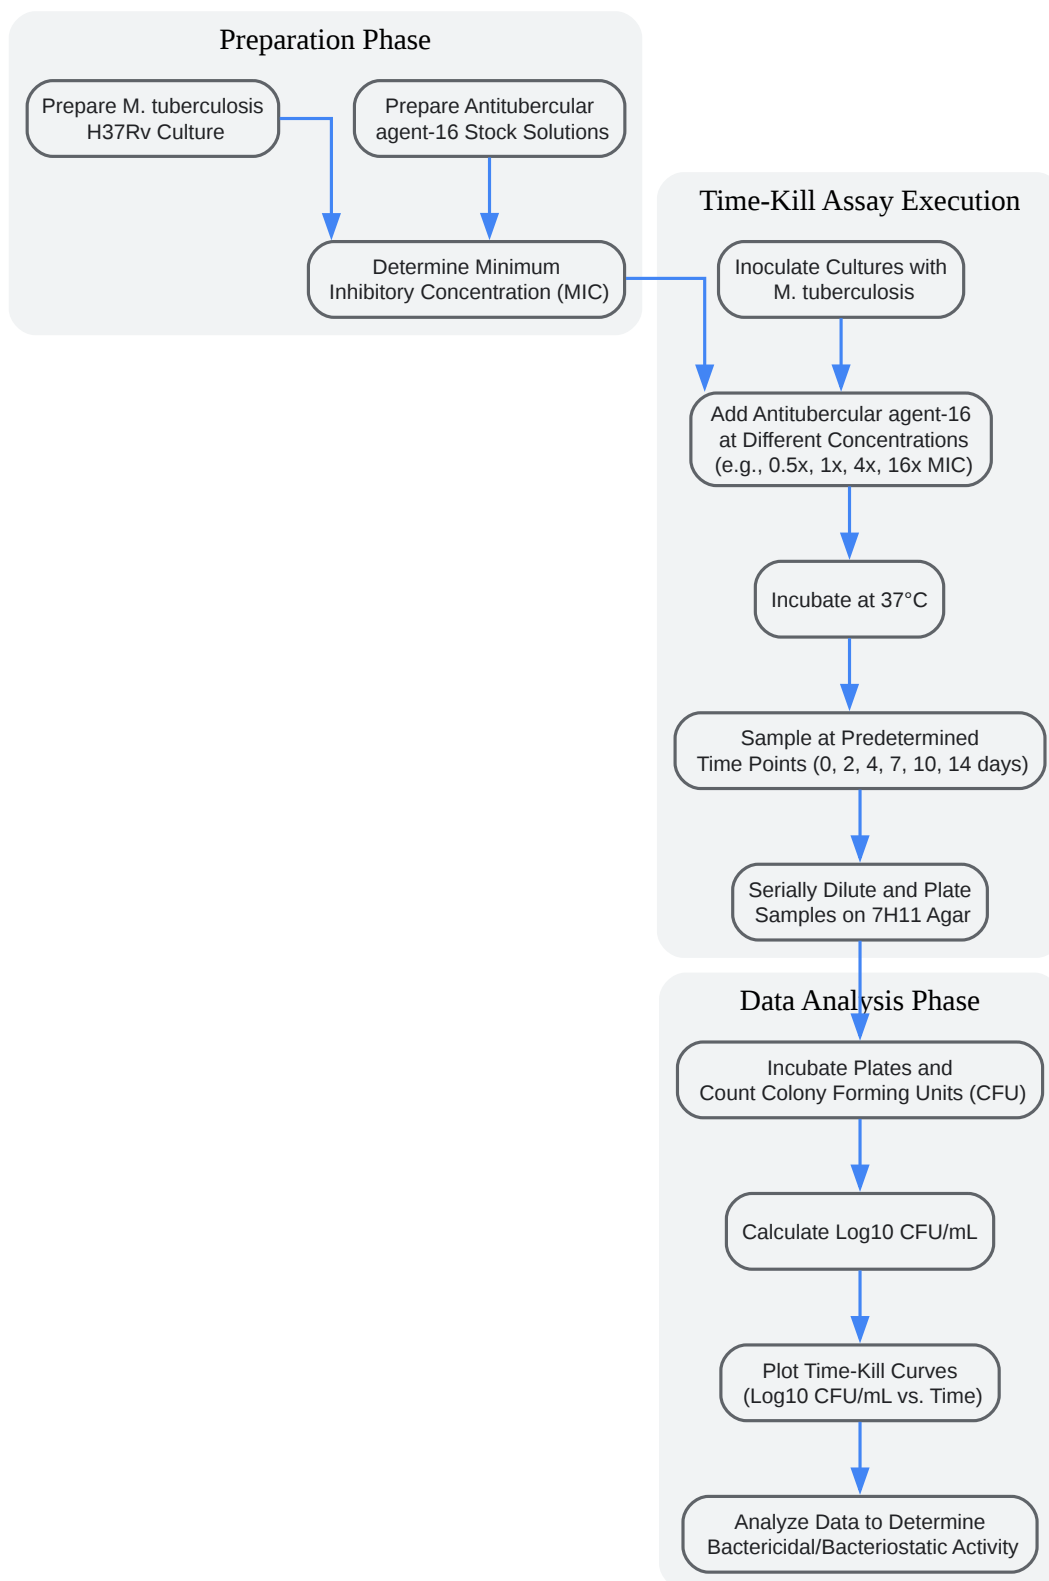 Preparation Phase
Prepare M. tuberculosis
H37Rv Culture
Prepare Antitubercular
agent-16 Stock Solutions
Determine Minimum
Inhibitory Concentration (MIC)
Time-Kill Assay Execution
Inoculate Cultures with
M. tuberculosis
Add Antitubercular agent-16
at Different Concentrations
(e.g., 0.5x, 1x, 4x, 16x MIC)
Incubate at 37°C
Sample at Predetermined
Time Points (0, 2, 4, 7, 10, 14 days)
Serially Dilute and Plate
Samples on 7H11 Agar
Data Analysis Phase
Incubate Plates and
Count Colony Forming Units (CFU)
Calculate Log10 CFU/mL
Plot Time-Kill Curves
(Log10 CFU/mL vs. Time)
Analyze Data to Determine
Bactericidal/Bacteriostatic Activity